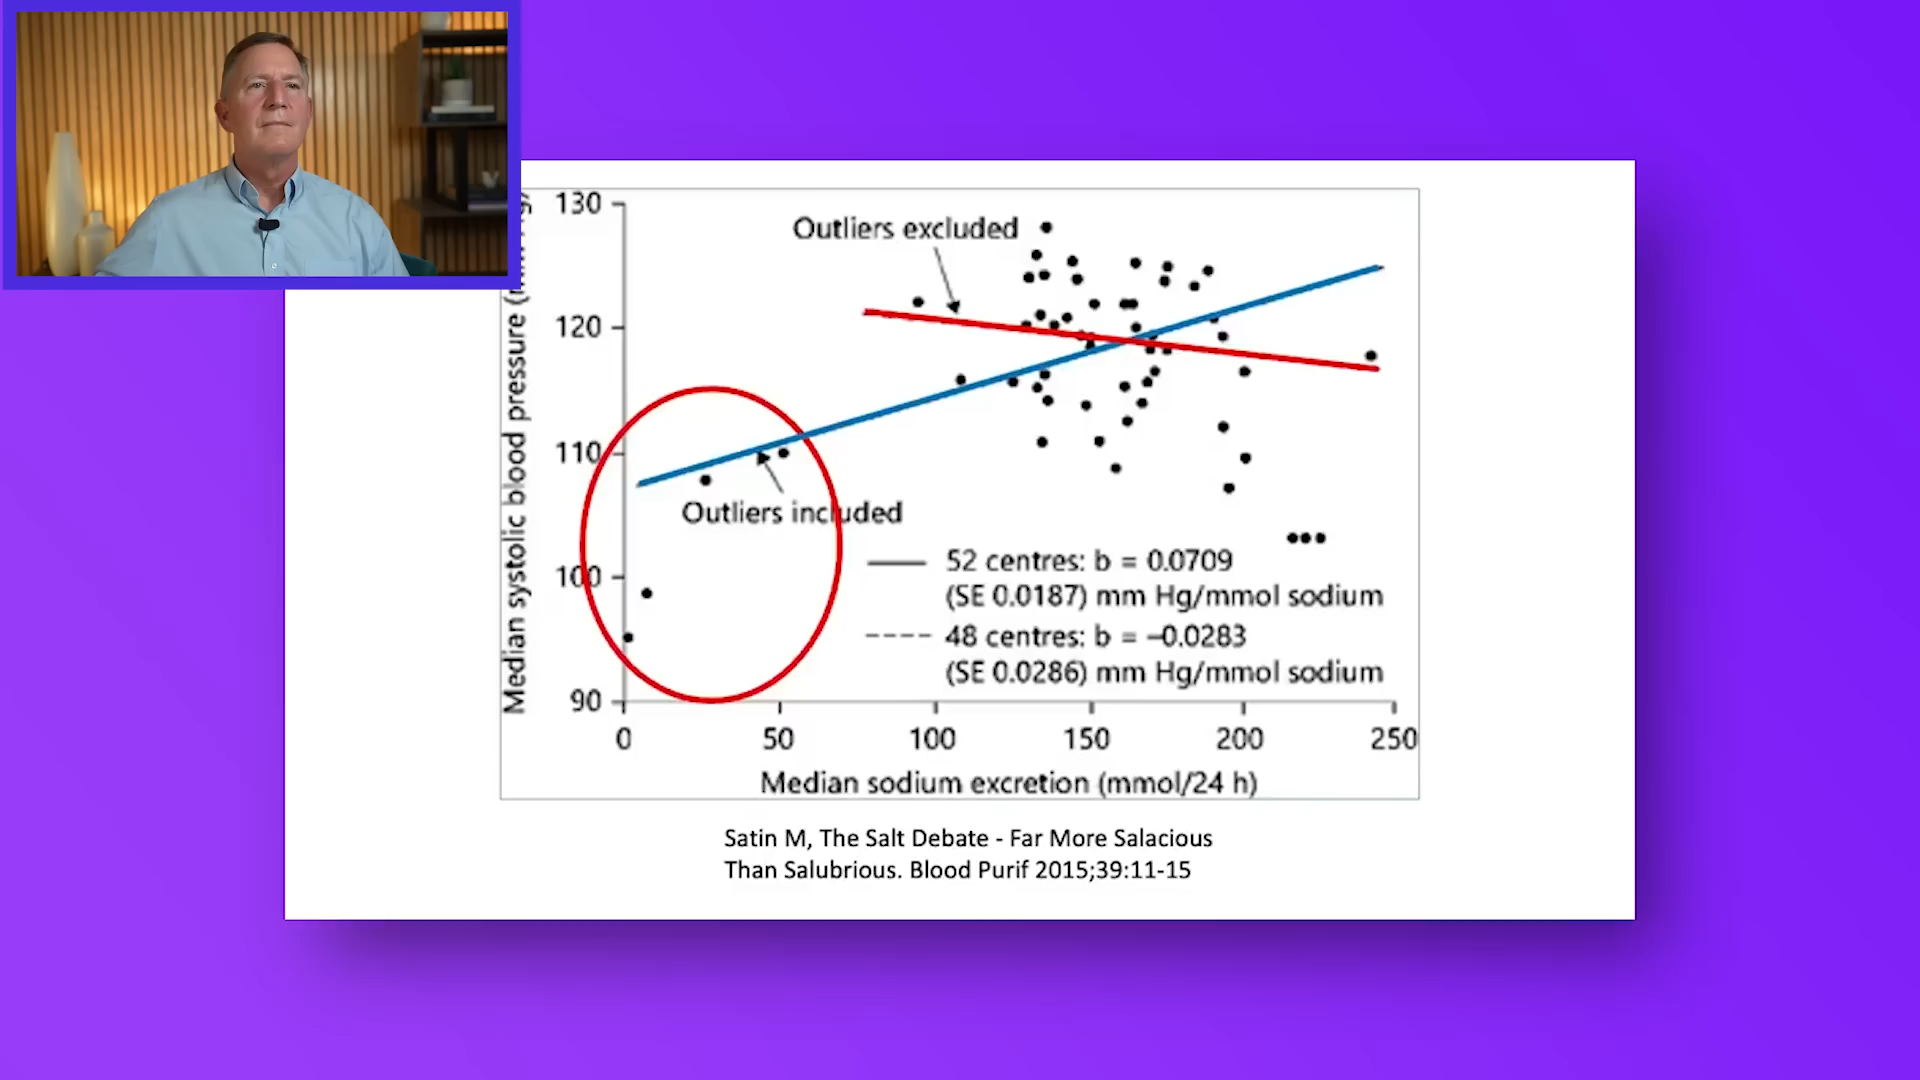 130
120
110
100
90
Median systolic blood pressure (
Outliers excluded
Outliers included
52 centres: b = 0.0709
(SE 0.0187) mm Hg/mmol sodium
48 centres: b = –0.0283
(SE 0.0286) mm Hg/mmol sodium
0 50 100 150 200 250
Median sodium excretion (mmol/24 h)
Satin M, The Salt Debate - Far More Salacious
Than Salubrious. Blood Purif 2015;39:11-15